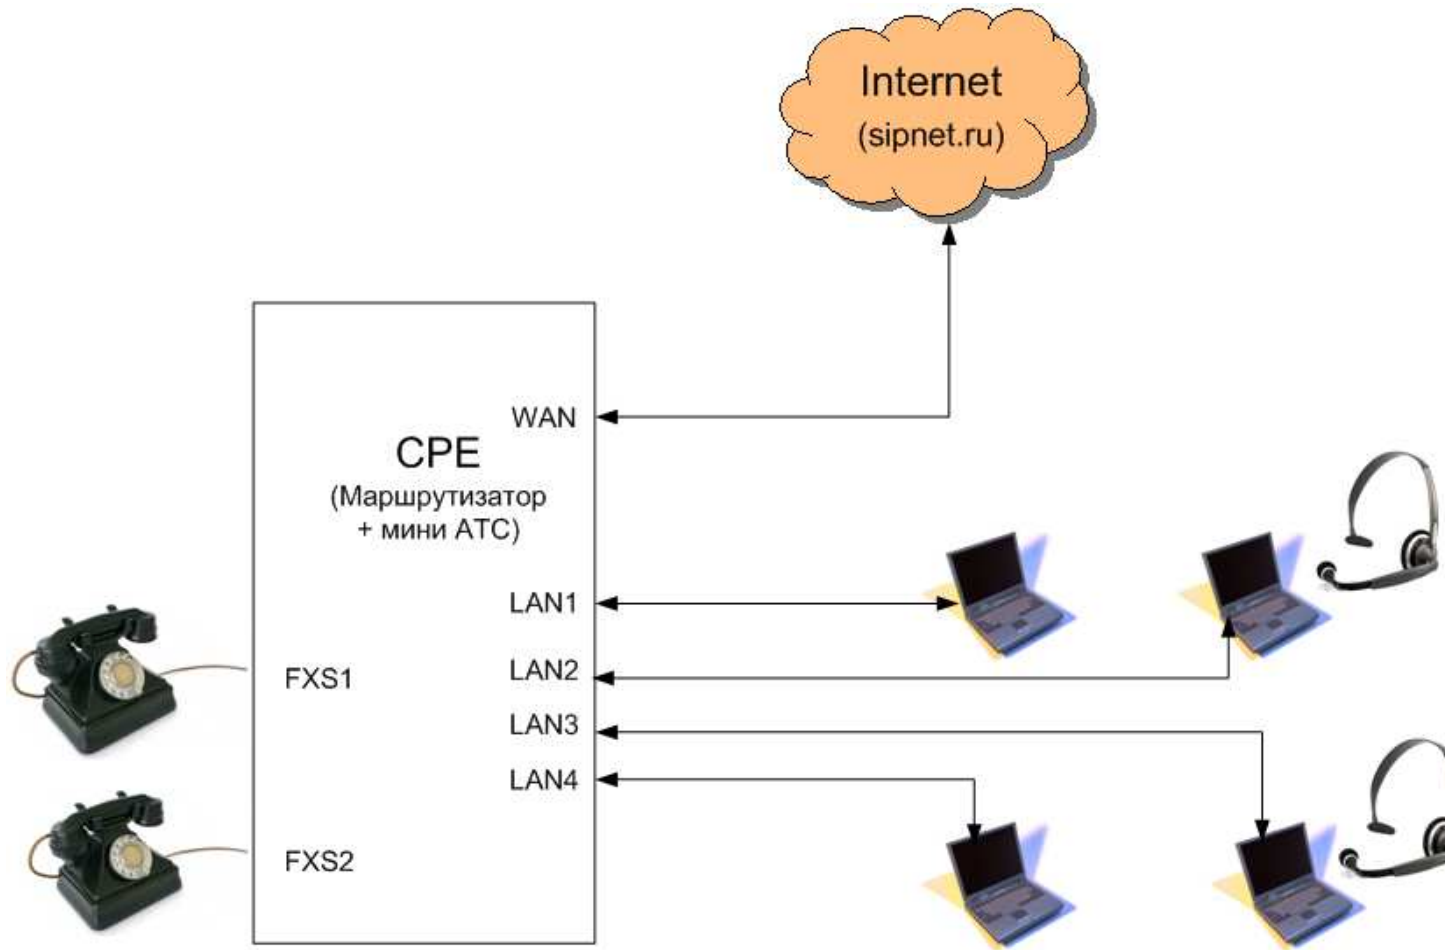 Internet
(sipnet.ru)
WAN
CPE
(Маршрутизатор
+ мини АТС)
LAN1
LAN2
FXS1
LAN3
LAN4
FXS2